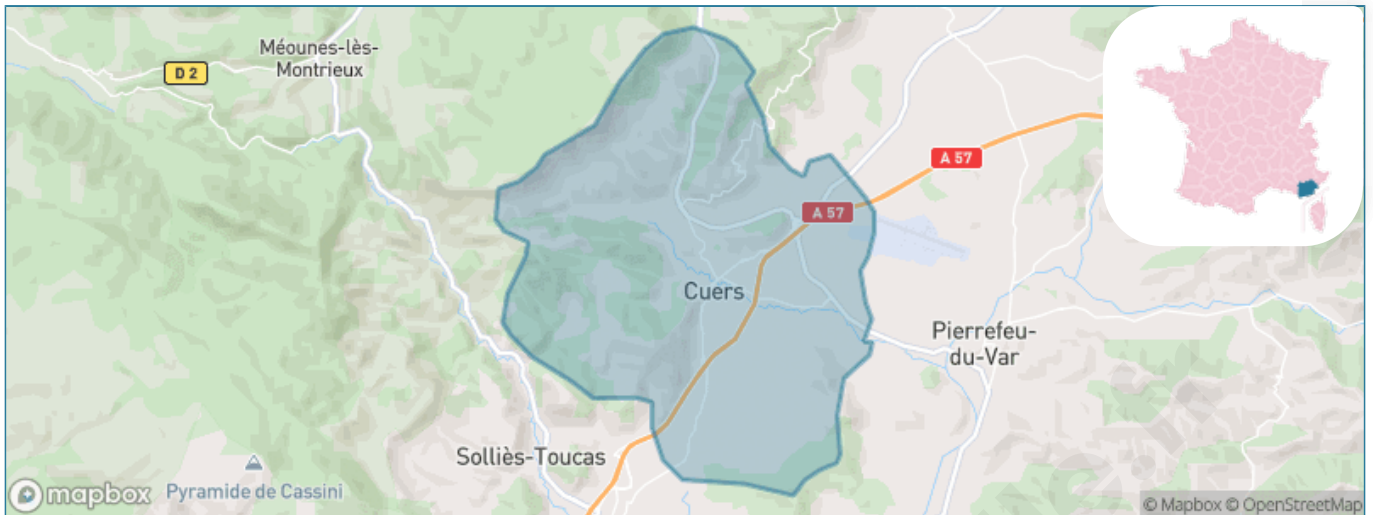 Méounes-lès-
Montrieux
D 2
A 57
A 57
Cuers
Pierrefeu-
du-Var
Solliès-Toucas
Pyramide de Cassini
mapbox
© Mapbox © OpenStreetMap